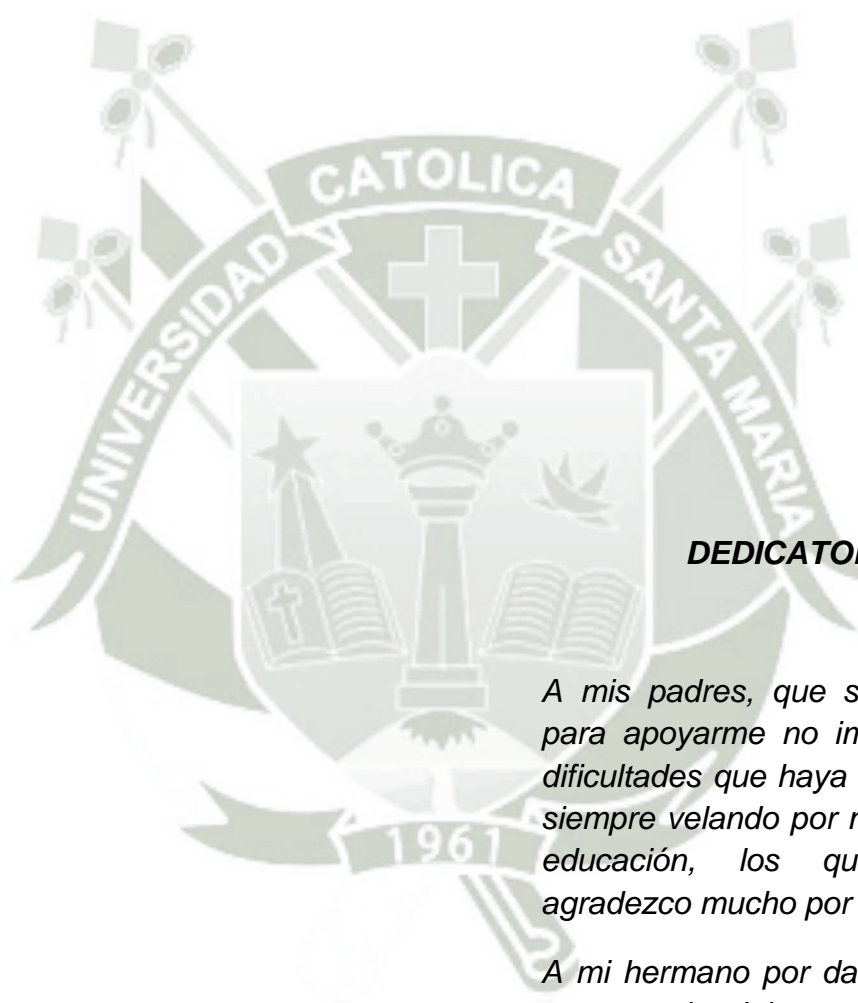 CATOLICA
UNIVERSIDAD
SANTA MARIA
DEDICATO
A mis padres, que s
para apoyarme no im
dificultades que haya
siempre velando por
educación, los qu
agradezco mucho por
A mi hermano por da
1961